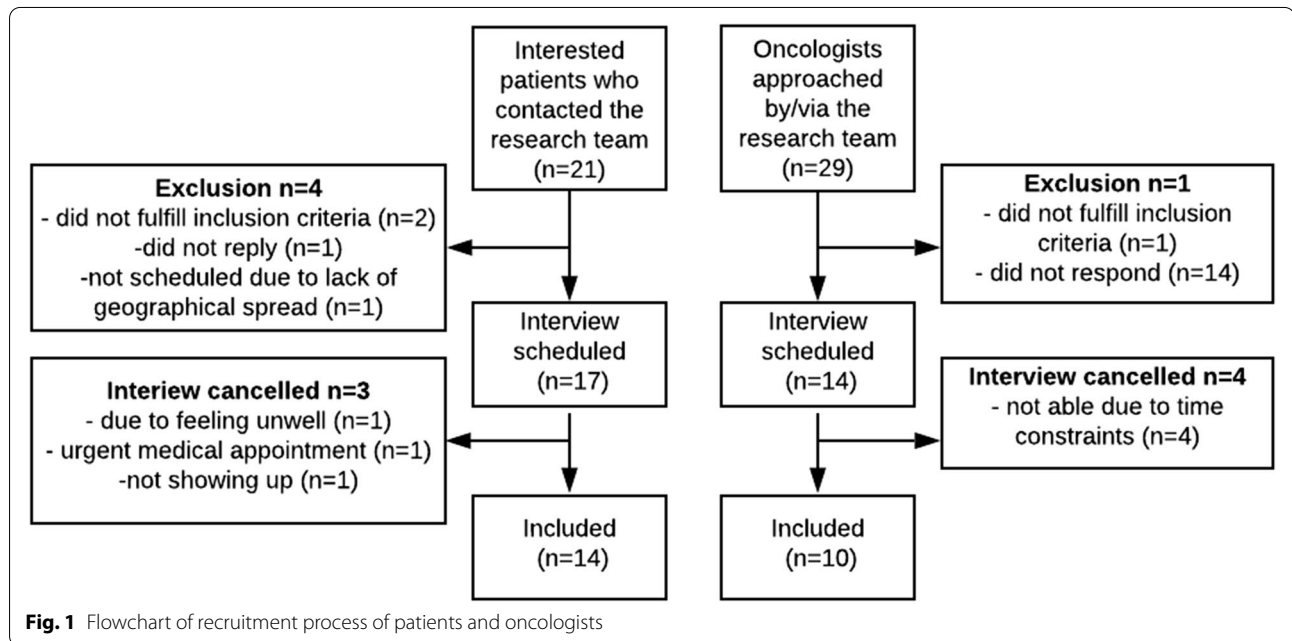 Interested
patients who
contacted the
research team
(n=21)
Oncologists
approached
by/via the
research team
(n=29)
Exclusion n=4
- did not fulfill inclusion criteria (n=2)
-did not reply (n=1)
-not scheduled due to lack of
geographical spread (n=1)
Exclusion n=1
- did not fulfill inclusion
criteria (n=1)
- did not respond (n=14)
Interview
scheduled
(n=17)
Interview
scheduled
(n=14)
Interiew cancelled n=3
- due to feeling unwell (n=1)
- urgent medical appointment (n=1)
-not showing up (n=1)
Interview cancelled n=4
- not able due to time
constraints (n=4)
Included
(n=14)
Included
(n=10)
Fig. 1 Flowchart of recruitment process of patients and oncologists